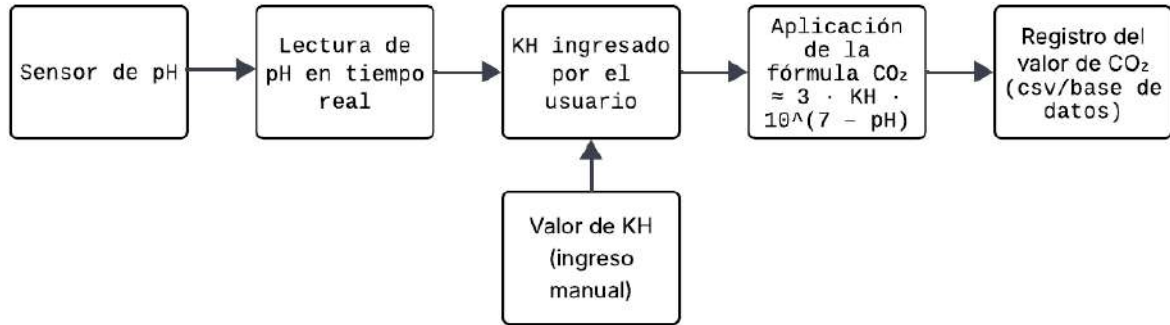 Sensor de pH
Lectura de
pH en tiempo
real
KH ingresado
por el
usuario
Aplicación
de la
fórmula CO₂
≈ 3 · KH ·
10^(7 – pH)
Registro del
valor de CO₂
(csv/base de
datos)
Valor de KH
(ingreso
manual)